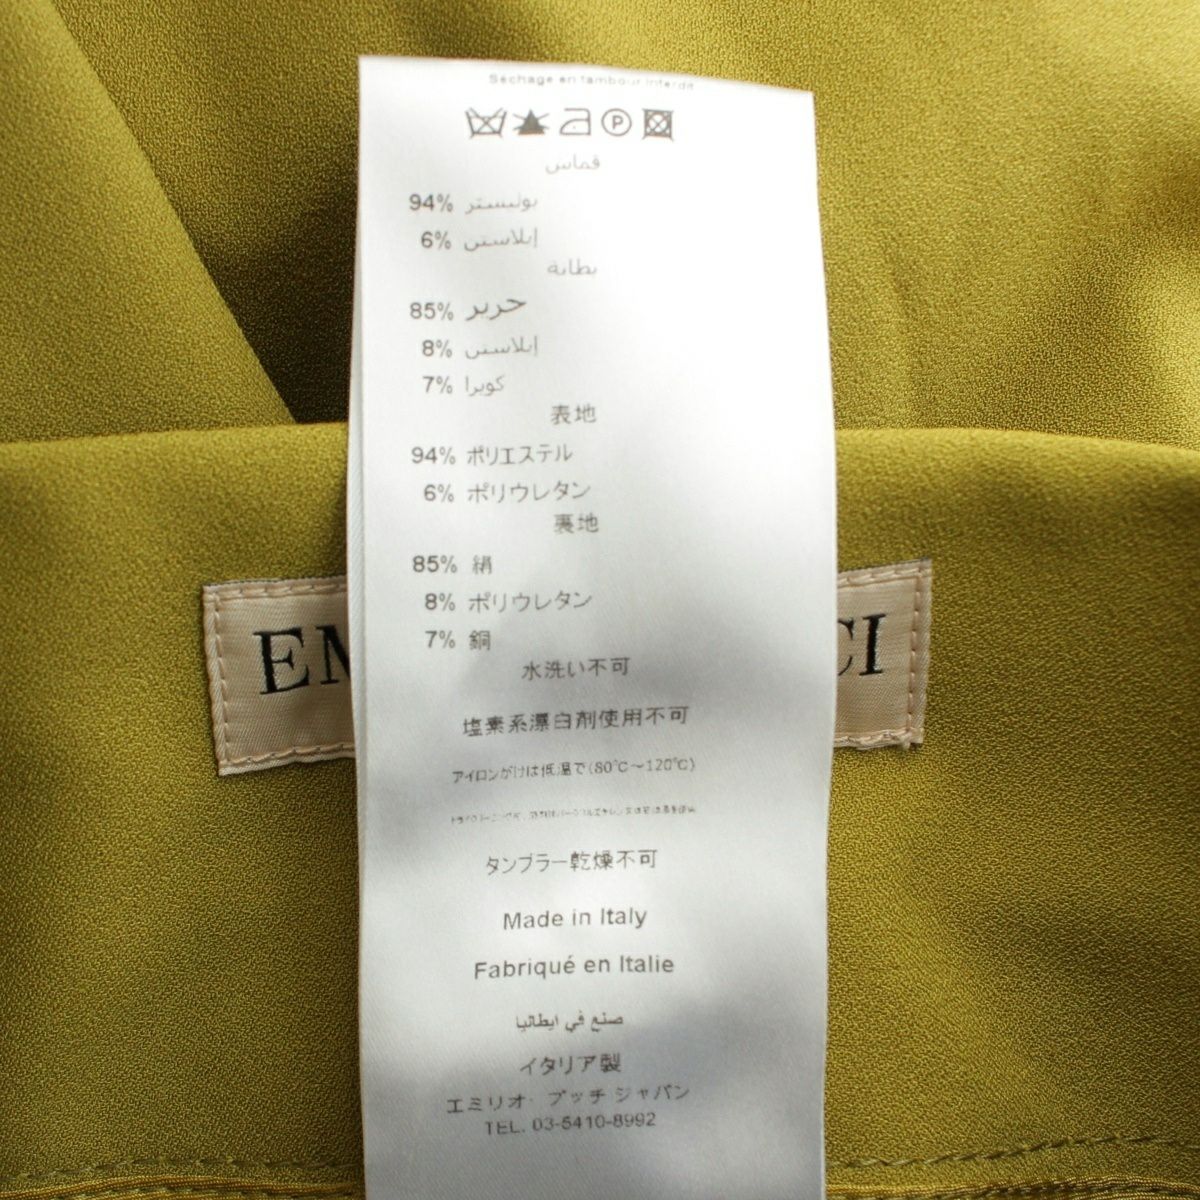 Séchage en tambour interdit
قماش
94% بوليستر
6% إيلاستن
بطانة
85% حرير
8% إيلاستن
7% كوبرا
表地
94% ポリエステル
6% ポリウレタン
裏地
85% 絹
8% ポリウレタン
7% 銅
EM CI
水洗い不可
塩素系漂白剤使用不可
アイロンがけは低温で(80℃～120℃)
タンブラー乾燥不可
Made in Italy
Fabriqué en Italie
صنع في ايطاليا
イタリア製
エミリオ・プッチ ジャパン
TEL. 03-5410-8992